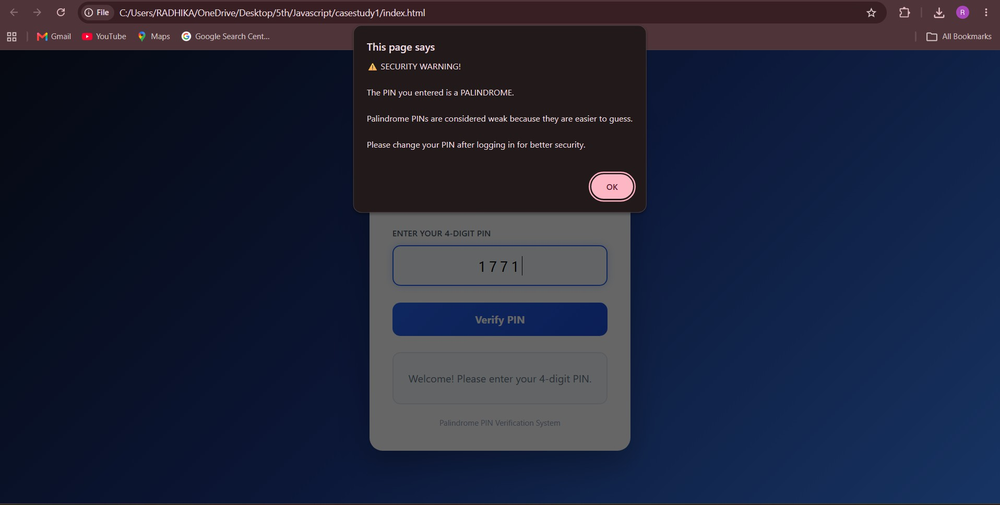 File C:/Users/RADHIKA/OneDrive/Desktop/5th/Javascript/casestudy1/index.html R
Gmail YouTube Maps Google Search Cent... All Bookmarks
This page says
⚠️ SECURITY WARNING!
The PIN you entered is a PALINDROME.
Palindrome PINs are considered weak because they are easier to guess.
Please change your PIN after logging in for better security.
OK
ENTER YOUR 4-DIGIT PIN
1771
Verify PIN
Welcome! Please enter your 4-digit PIN.
Palindrome PIN Verification System